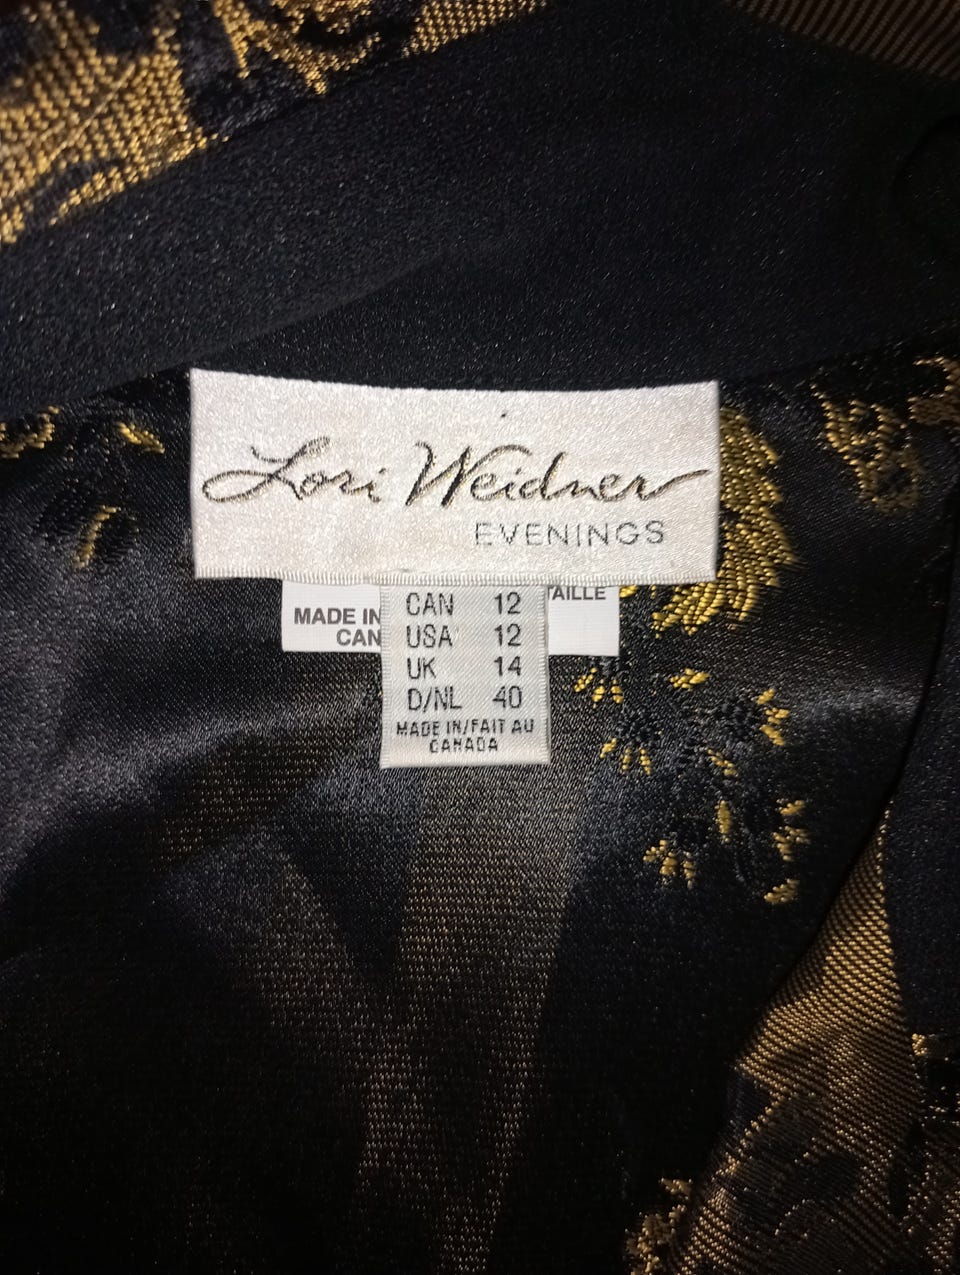 Lori Weidner
EVENINGS
MADE IN
CAN
TAILLE
CAN 12
USA 12
UK 14
D/NL 40
MADE IN/FAIT AU
CANADA